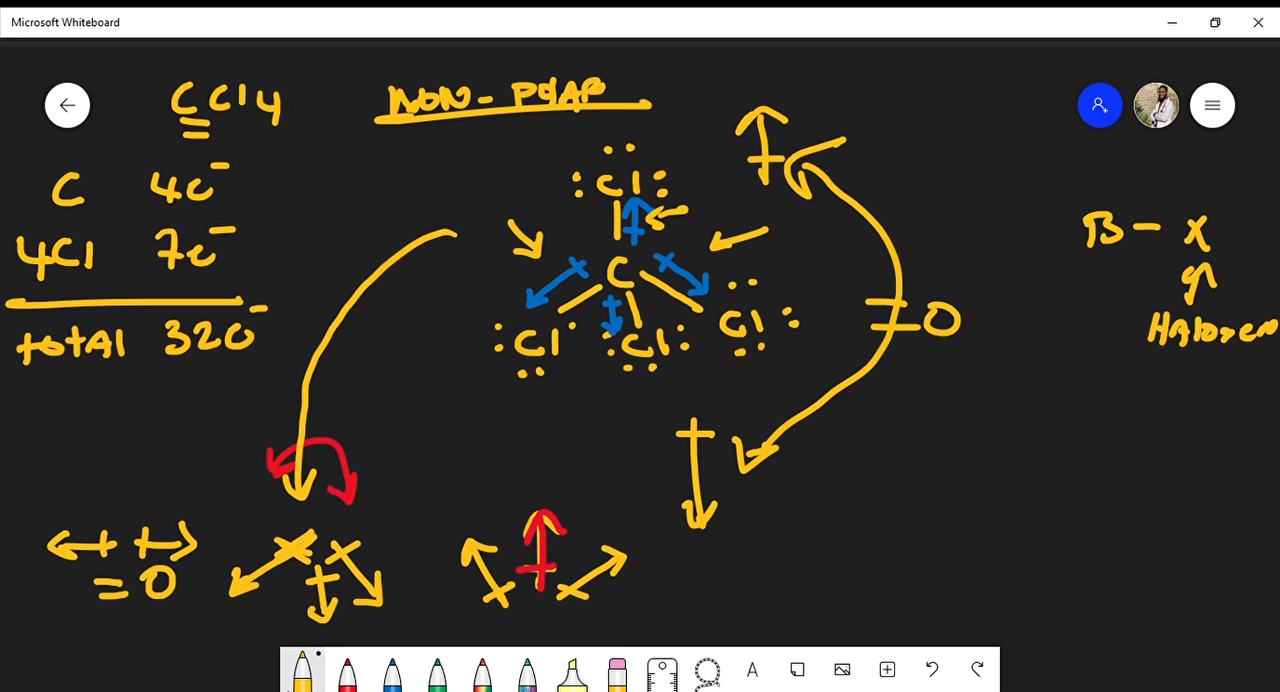 Microsoft Whiteboard
CCl4
NON-POLAR
C 4e⁻
4Cl 7e⁻
total 32e⁻
:Cl:
C
:Cl: :Cl: Cl:
B - X
Halogen
= 0
= 0
A